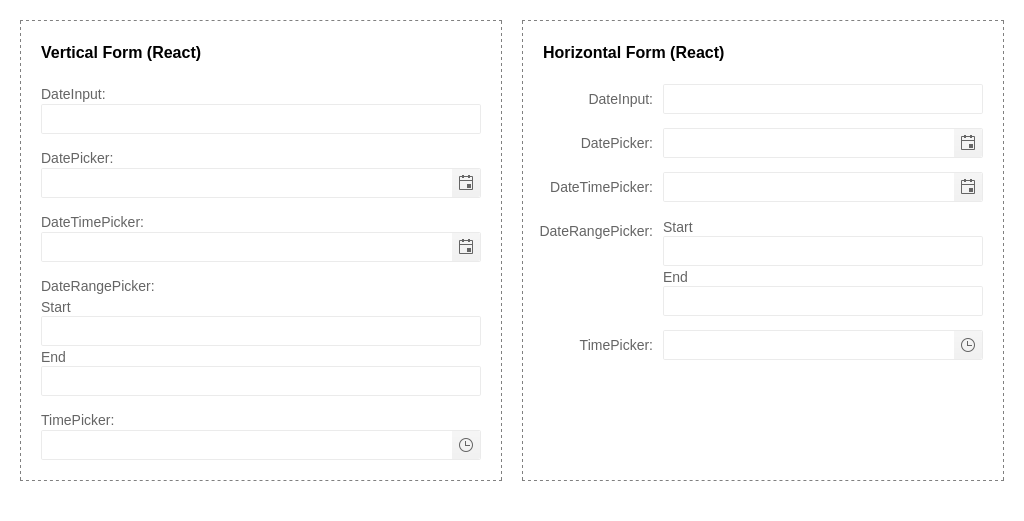 Vertical Form (React)
DateInput:
DatePicker:
DateTimePicker:
DateRangePicker:
Start
End
TimePicker:
Horizontal Form (React)
DateInput:
DatePicker:
DateTimePicker:
DateRangePicker:
Start
End
TimePicker: